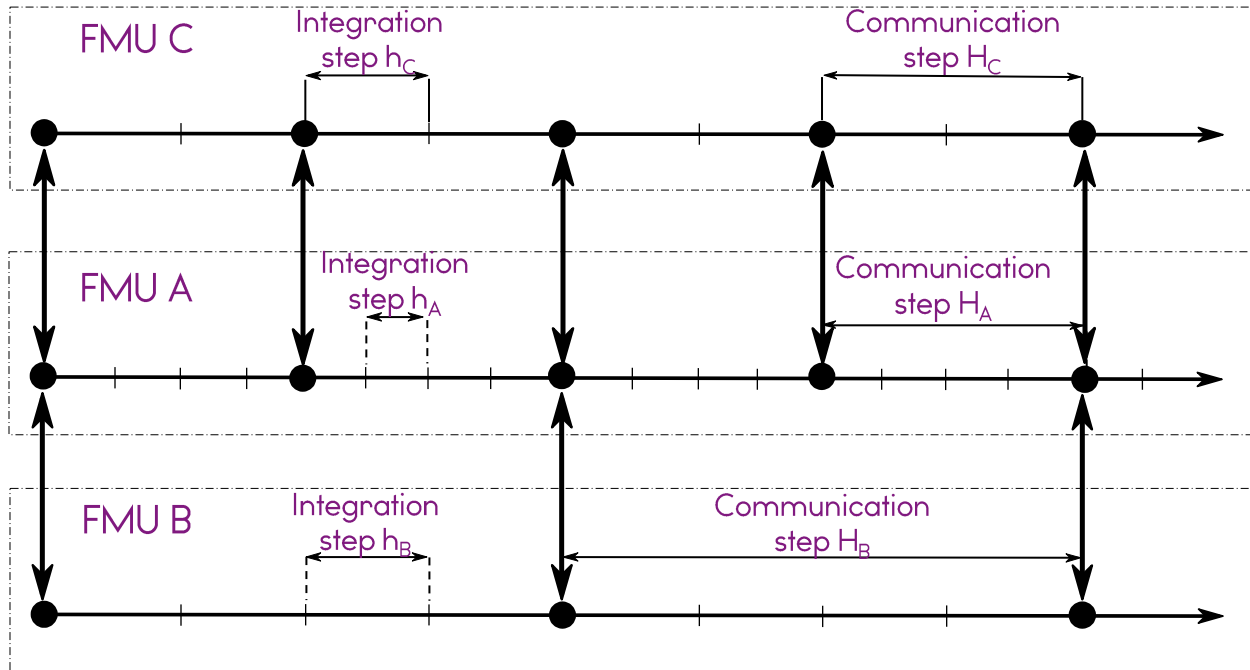 FMU C
Integration
step hC
Communication
step HC
FMU A
Integration
step hA
Communication
step HA
FMU B
Integration
step hB
Communication
step HB